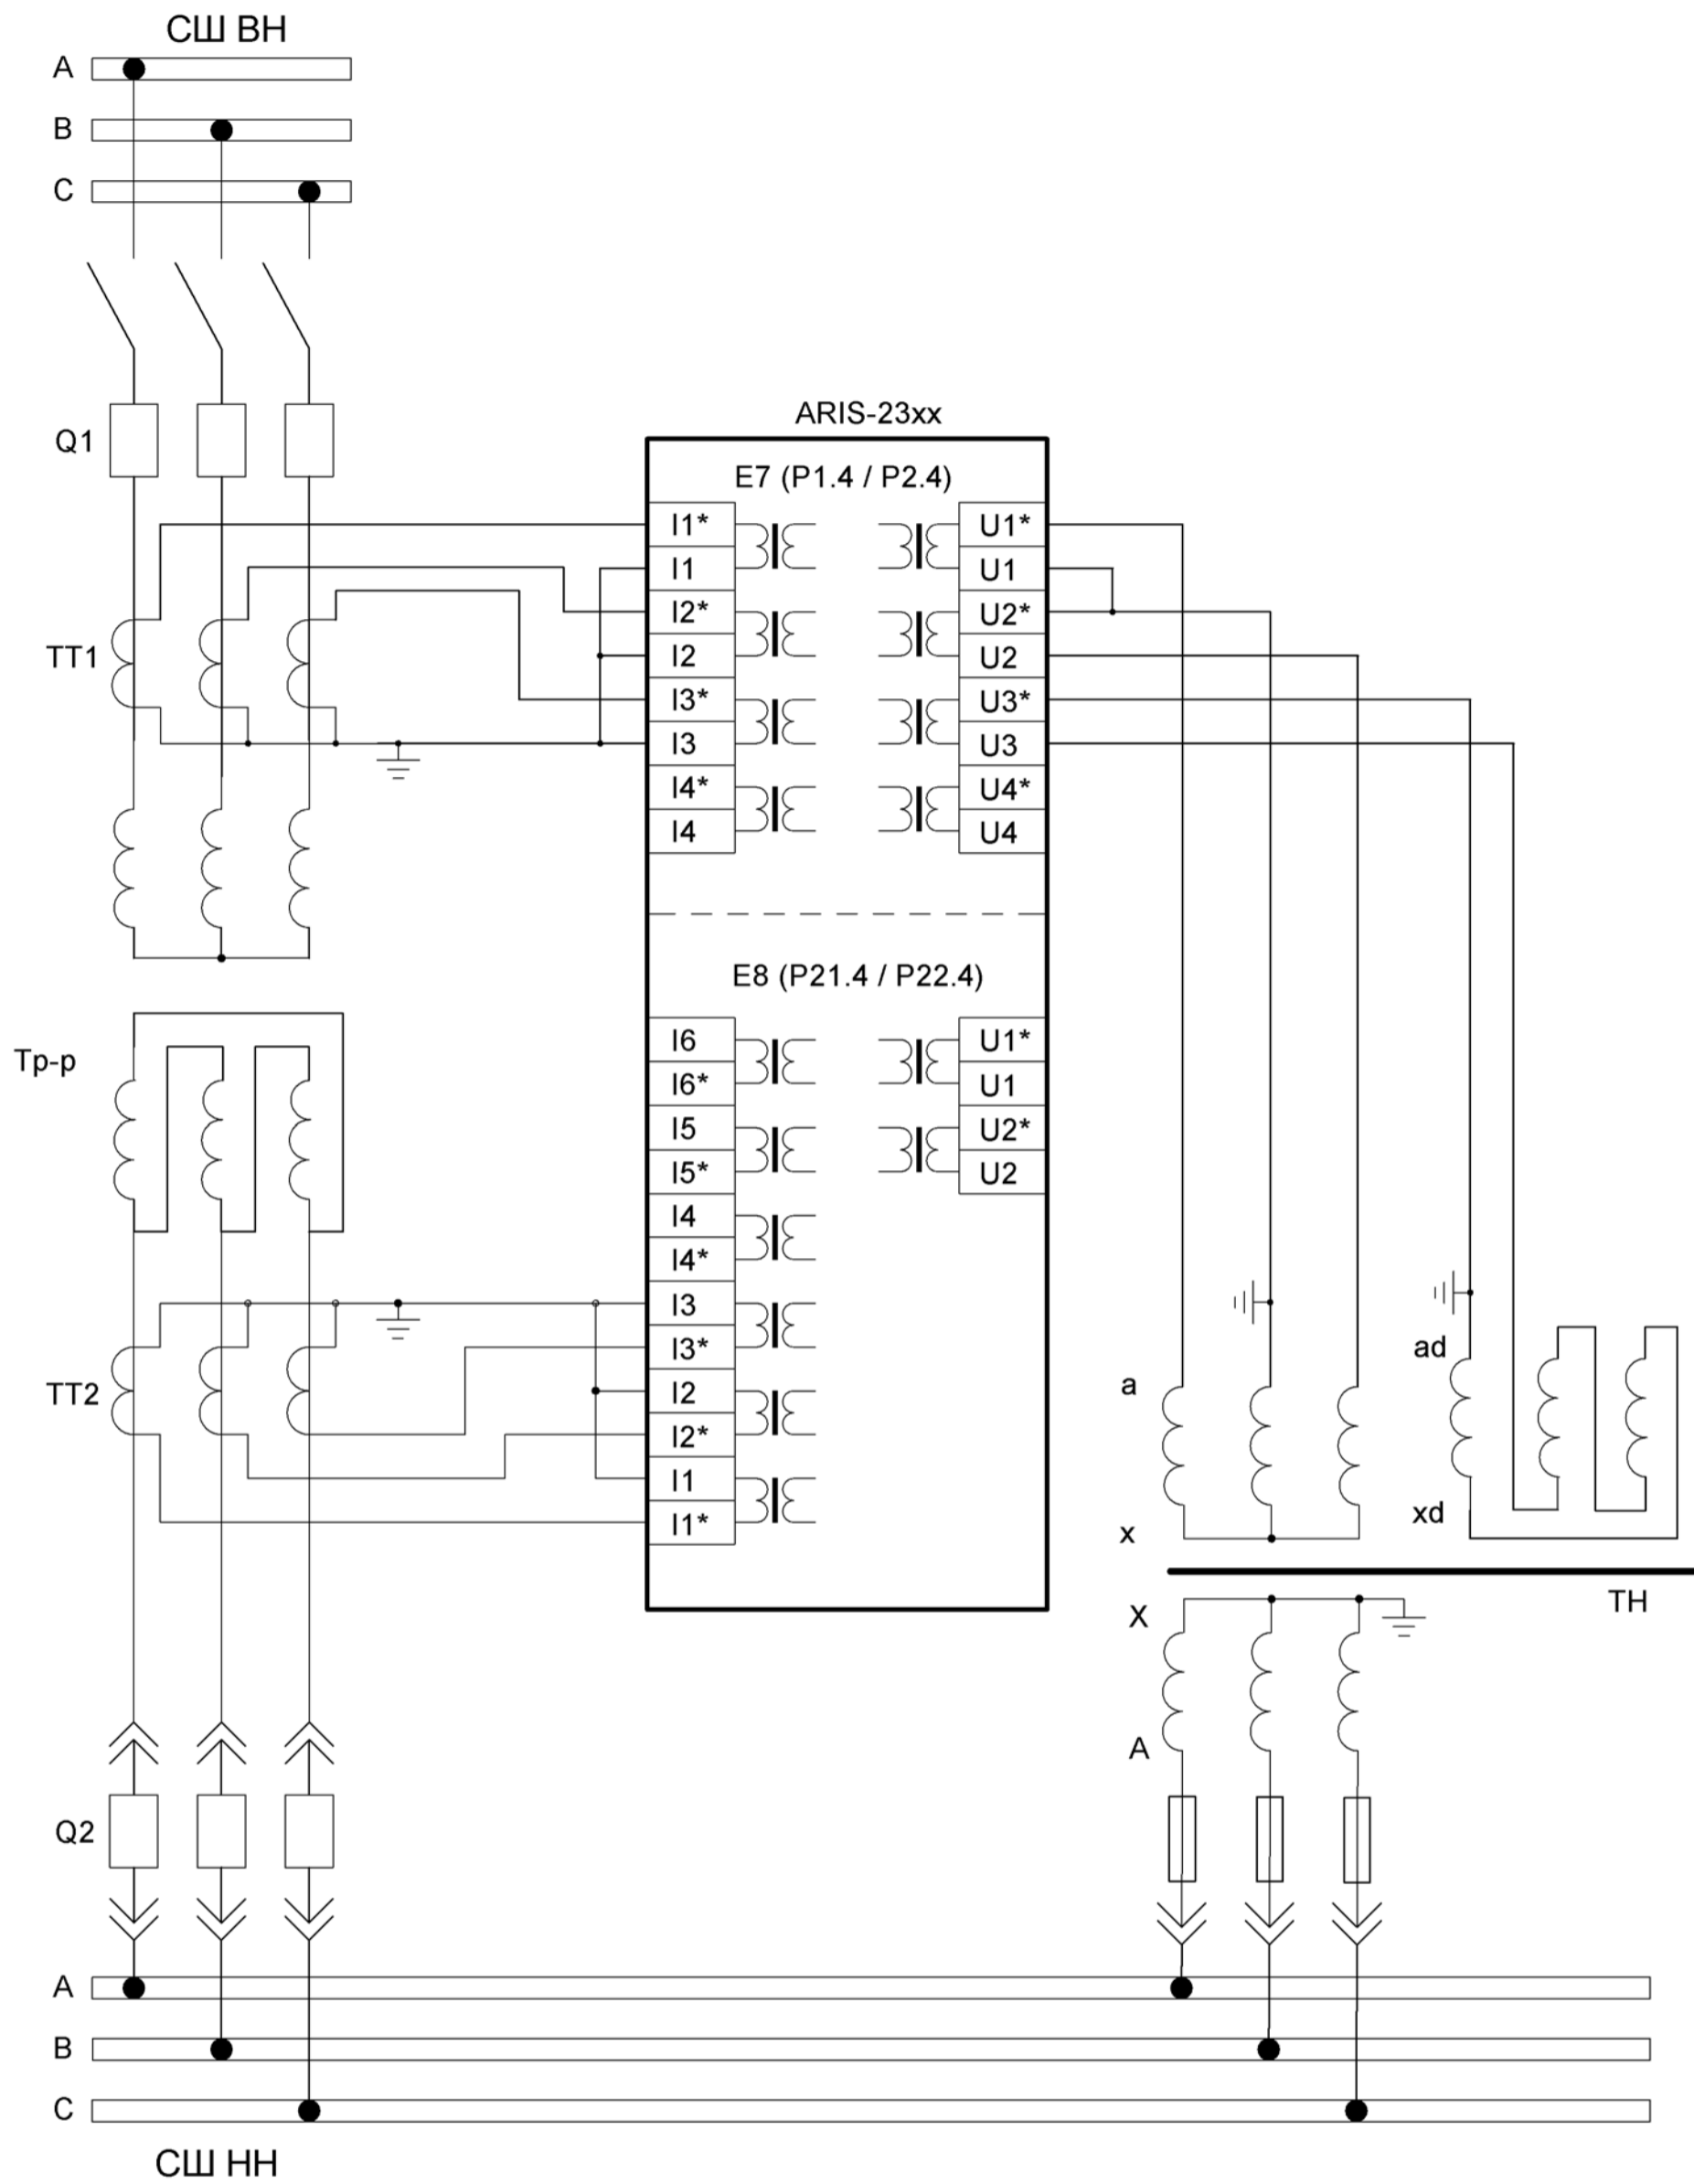 СШ ВН
A
B
C
Q1
ARIS-23xx
E7 (P1.4 / P2.4)
I1* U1*
I1 U1
I2* U2*
TT1 I2 U2
I3* U3*
I3 U3
I4* U4*
I4 U4
E8 (P21.4 / P22.4)
Тр-р
I6 U1*
I6* U1
I5 U2*
I5* U2
I4
I4*
I3
I3*
TT2 I2
I2*
I1
I1*
ad
a
xd
x
ТН
X
A
Q2
A
B
C
СШ НН